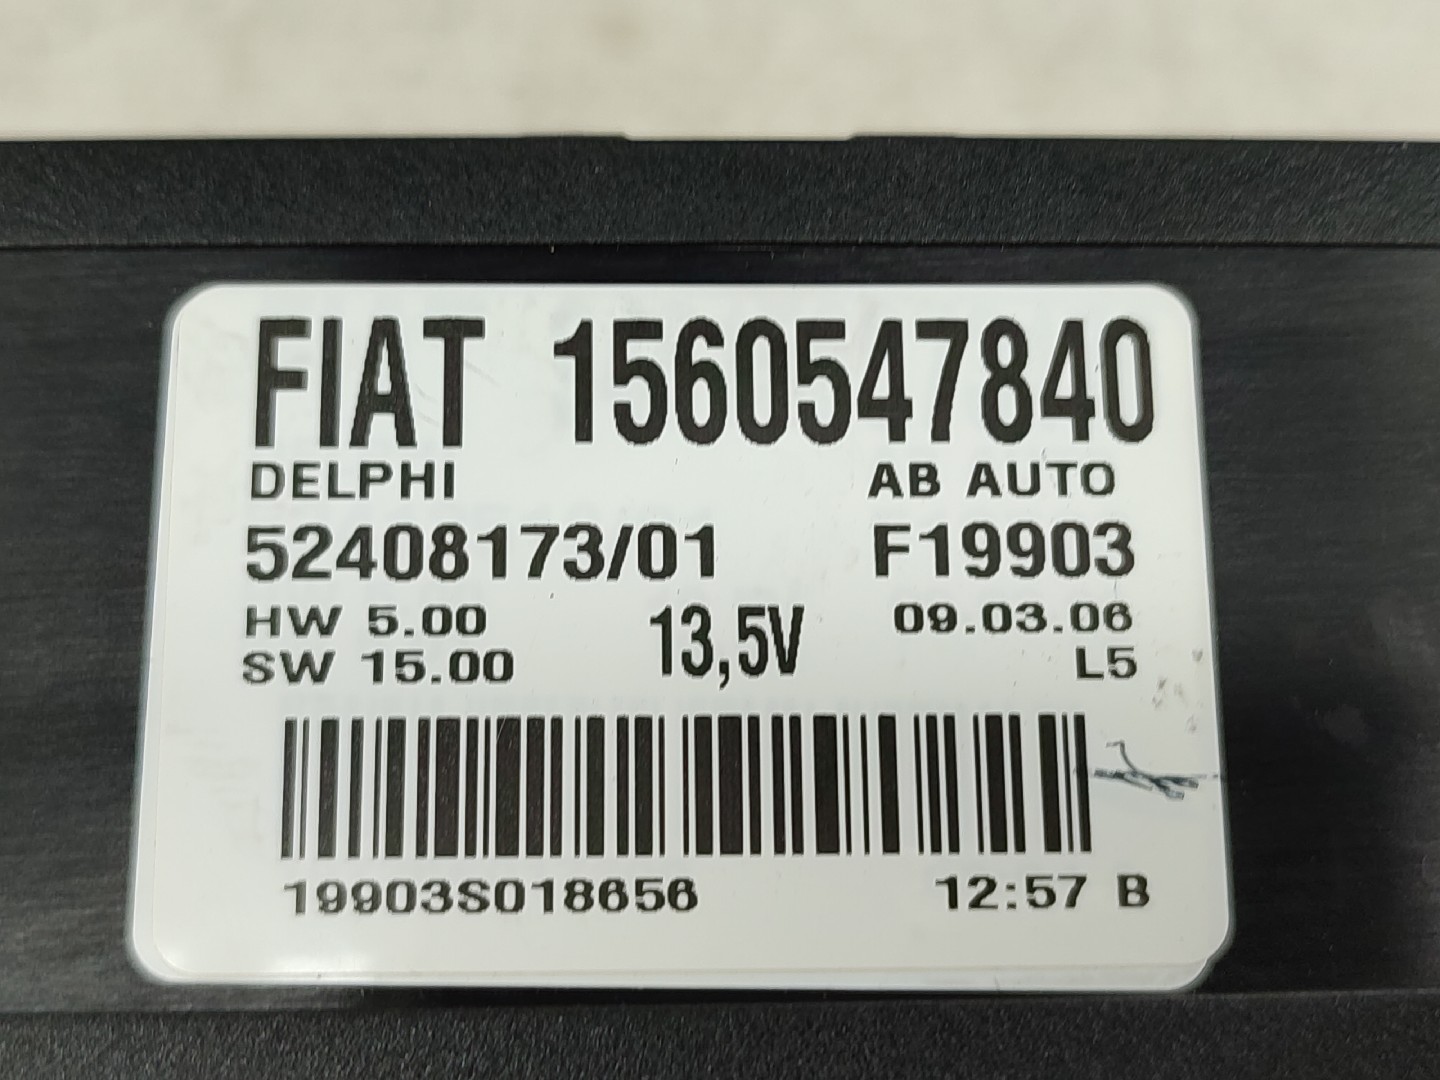 FIAT 1560547840
DELPHI AB AUTO
52408173/01 F19903
HW 5.00 13,5V 09.03.06
SW 15.00 L5
19903S018656 12:57 B